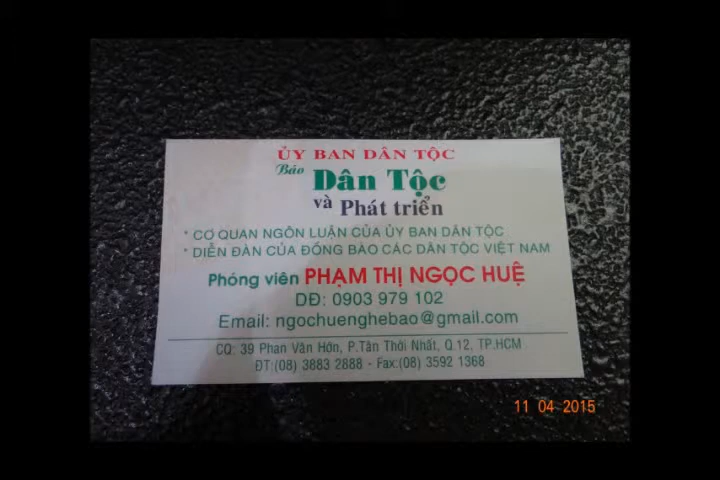 ỦY BAN DÂN TỘC
Báo
Dân Tộc
và Phát triển
* CƠ QUAN NGÔN LUẬN CỦA ỦY BAN DÂN TỘC
* DIỄN ĐÀN CỦA ĐỒNG BÀO CÁC DÂN TỘC VIỆT NAM
Phóng viên PHẠM THỊ NGỌC HUỆ
DĐ: 0903 979 102
Email: ngochuenghebao@gmail.com
CQ: 39 Phan Văn Hớn, P.Tân Thới Nhất, Q.12, TP.HCM
ĐT:(08) 3883 2888 - Fax:(08) 3592 1368
11 04 2015